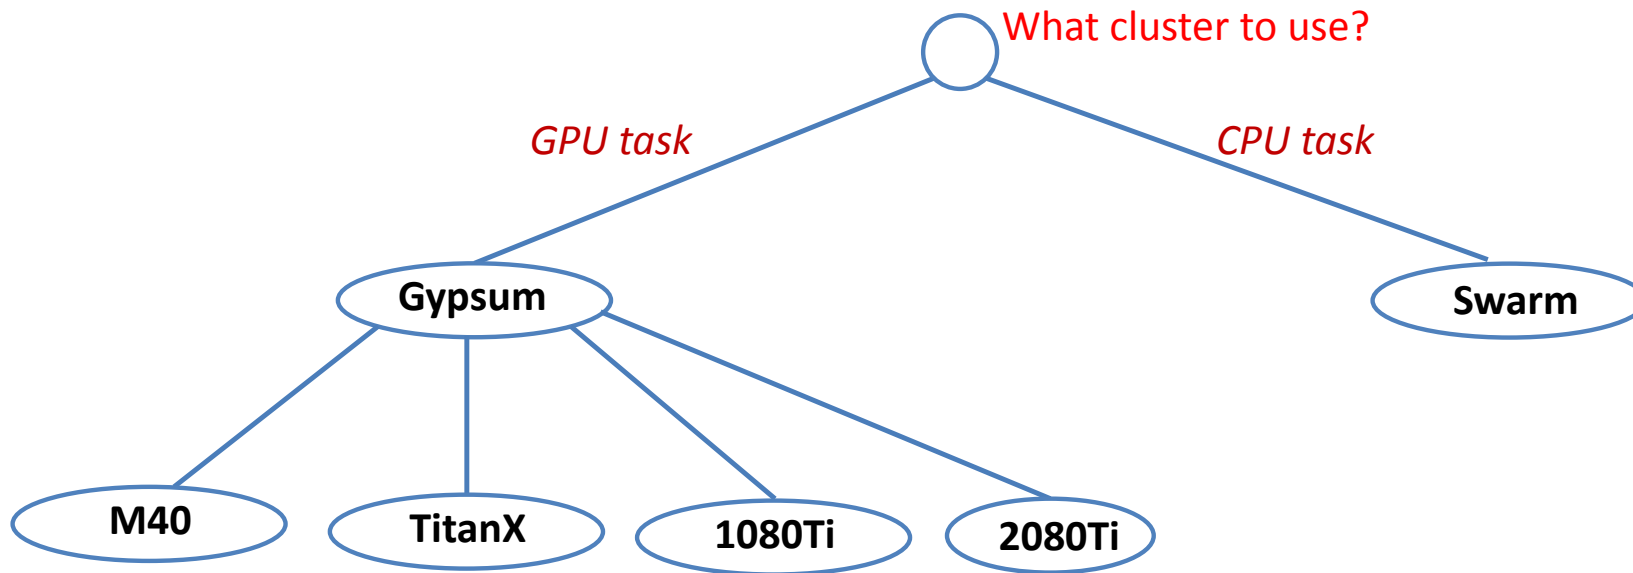 What cluster to use?
GPU task
CPU task
Gypsum
Swarm
M40
TitanX
1080Ti
2080Ti